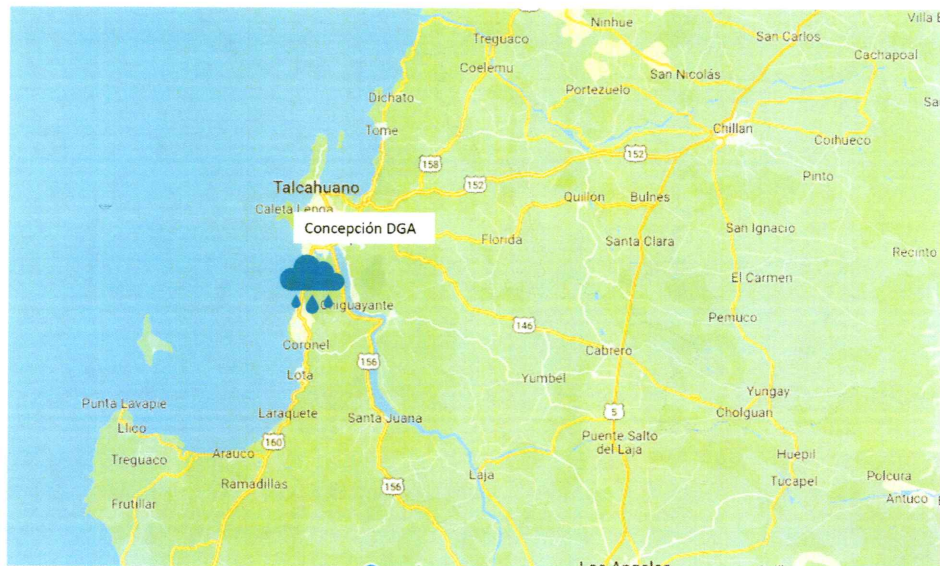 Ninhue
Villa
Treguaco
San Carlos
Cachapoal
Coelemu
San Nicolás
Portezuelo
Dichato
Tome
Chillan
Coihueco
158
152
152
Pinto
Talcahuano
Caleta Lenga
Quillon
Bulnes
Concepción DGA
San Ignacio
Florida
Santa Clara
Recinto
El Carmen
Chiguayante
Pemuco
146
Coronel
Cabrero
156
Lota
Yumbel
Yungay
Punta Lavapie
Laraquete
Santa Juana
5
Cholguan
Llico
160
Puente Salto
del Laja
Treguaco
Arauco
Huepil
Ramadillas
Laja
Tucapel
Polcura
156
Antuco
Frutillar
Los Angeles